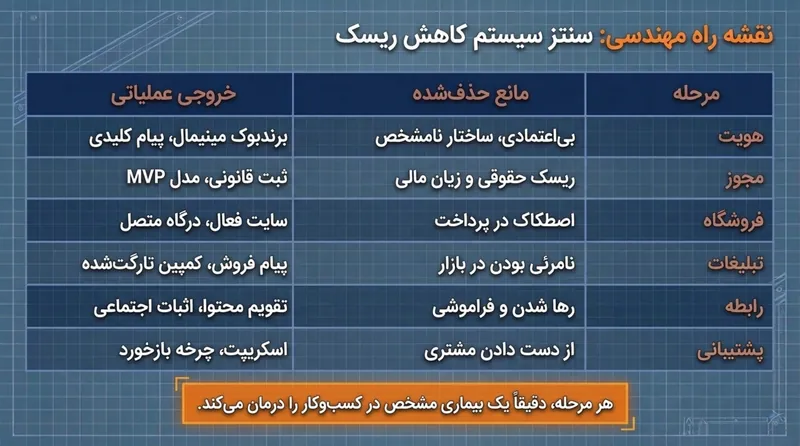 نقشه راه مهندسی: سنتز سیستم کاهش ریسک
مرحله مانع حذف‌شده خروجی عملیاتی
هویت بی‌اعتمادی، ساختار نامشخص برندبوک مینیمال، پیام کلیدی
مجوز ریسک حقوقی و زیان مالی ثبت قانونی، مدل MVP
فروشگاه اصطکاک در پرداخت سایت فعال، درگاه متصل
تبلیغات نامرئی بودن در بازار پیام فروش، کمپین تارگت‌شده
رابطه رها شدن و فراموشی تقویم محتوا، اثبات اجتماعی
پشتیبانی از دست دادن مشتری اسکریپت، چرخه بازخورد
هر مرحله، دقیقاً یک بیماری مشخص در کسب‌وکار را درمان می‌کند.